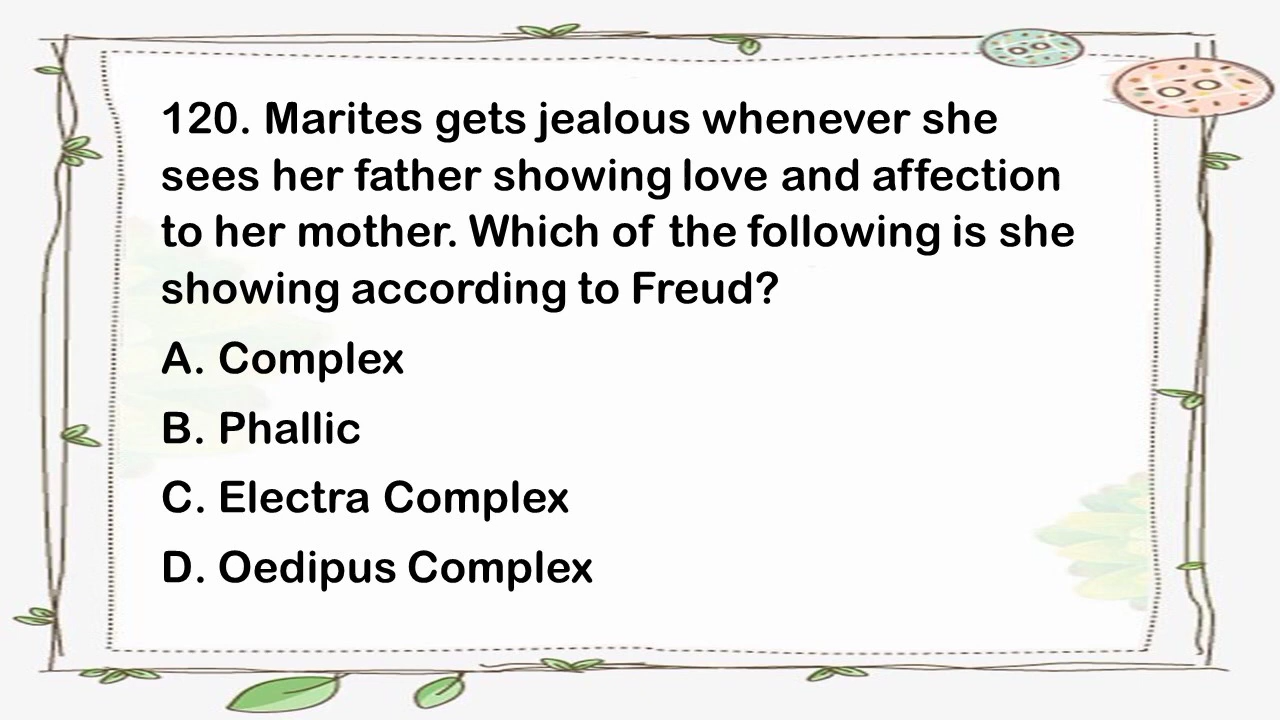 120. Marites gets jealous whenever she
sees her father showing love and affection
to her mother. Which of the following is she
showing according to Freud?
A. Complex
B. Phallic
C. Electra Complex
D. Oedipus Complex